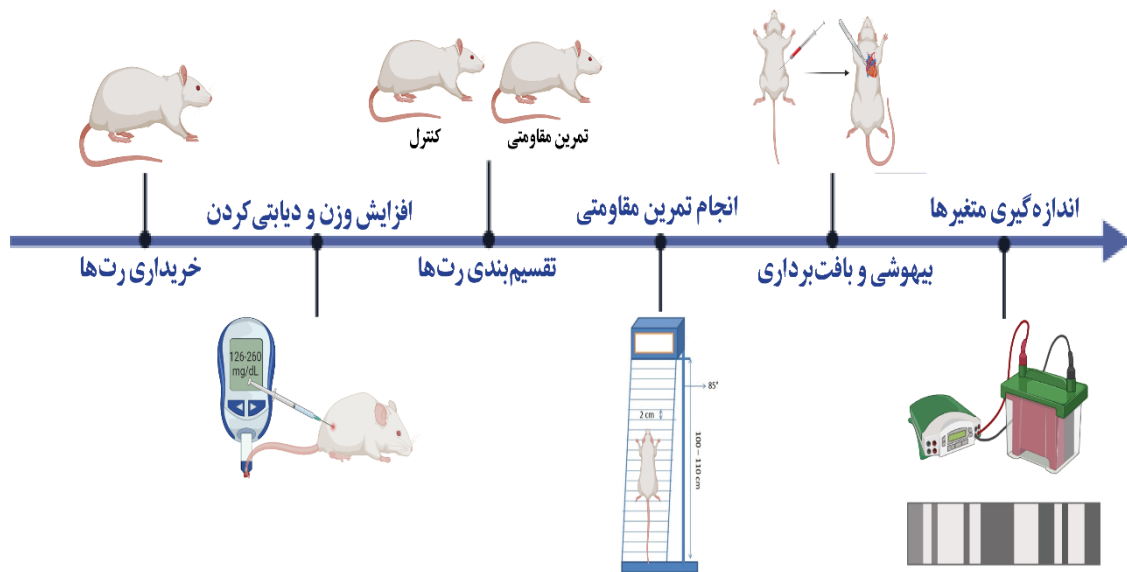 کنترل
تمرین مقاومتی
افزایش وزن و دیابتی کردن
انجام تمرین مقاومتی
اندازه‌گیری متغیرها
خریداری رت‌ها
تقسیم‌بندی رت‌ها
بیهوشی و بافت‌برداری
126-260
mg/dL
85°
2 cm
100 – 110 cm